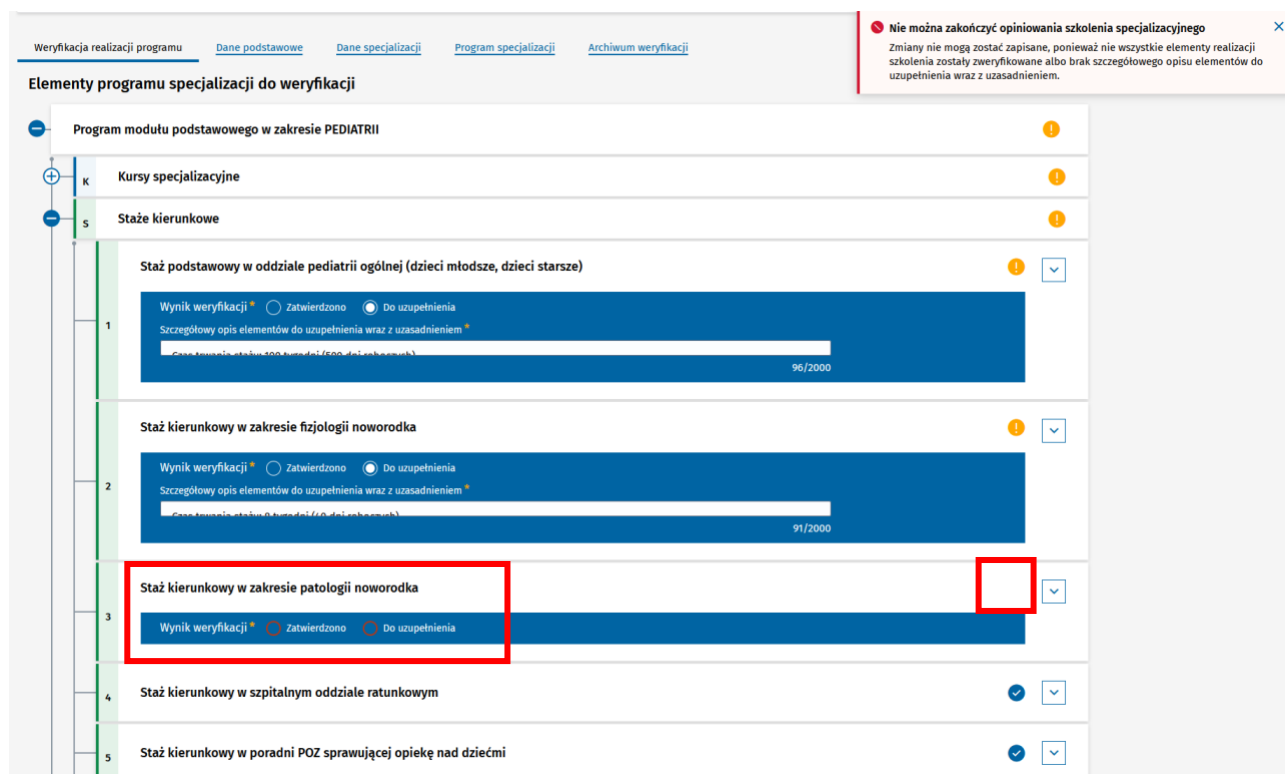 Nie można zakończyć opiniowania szkolenia specjalizacyjnego
Zmiany nie mogą zostać zapisane, ponieważ nie wszystkie elementy realizacji
szkolenia zostały zweryfikowane albo brak szczegółowego opisu elementów do
uzupełnienia wraz z uzasadnieniem.
Weryfikacja realizacji programu Dane podstawowe Dane specjalizacji Program specjalizacji Archiwum weryfikacji
Elementy programu specjalizacji do weryfikacji
Program modułu podstawowego w zakresie PEDIATRII
K Kursy specjalizacyjne
S Staże kierunkowe
Staż podstawowy w oddziale pediatrii ogólnej (dzieci młodsze, dzieci starsze)
Wynik weryfikacji * Zatwierdzono Do uzupełnienia
1
Szczegółowy opis elementów do uzupełnienia wraz z uzasadnieniem *
96/2000
Staż kierunkowy w zakresie fizjologii noworodka
Wynik weryfikacji * Zatwierdzono Do uzupełnienia
2
Szczegółowy opis elementów do uzupełnienia wraz z uzasadnieniem *
91/2000
Staż kierunkowy w zakresie patologii noworodka
3
Wynik weryfikacji * Zatwierdzono Do uzupełnienia
4 Staż kierunkowy w szpitalnym oddziale ratunkowym
5 Staż kierunkowy w poradni POZ sprawującej opiekę nad dziećmi